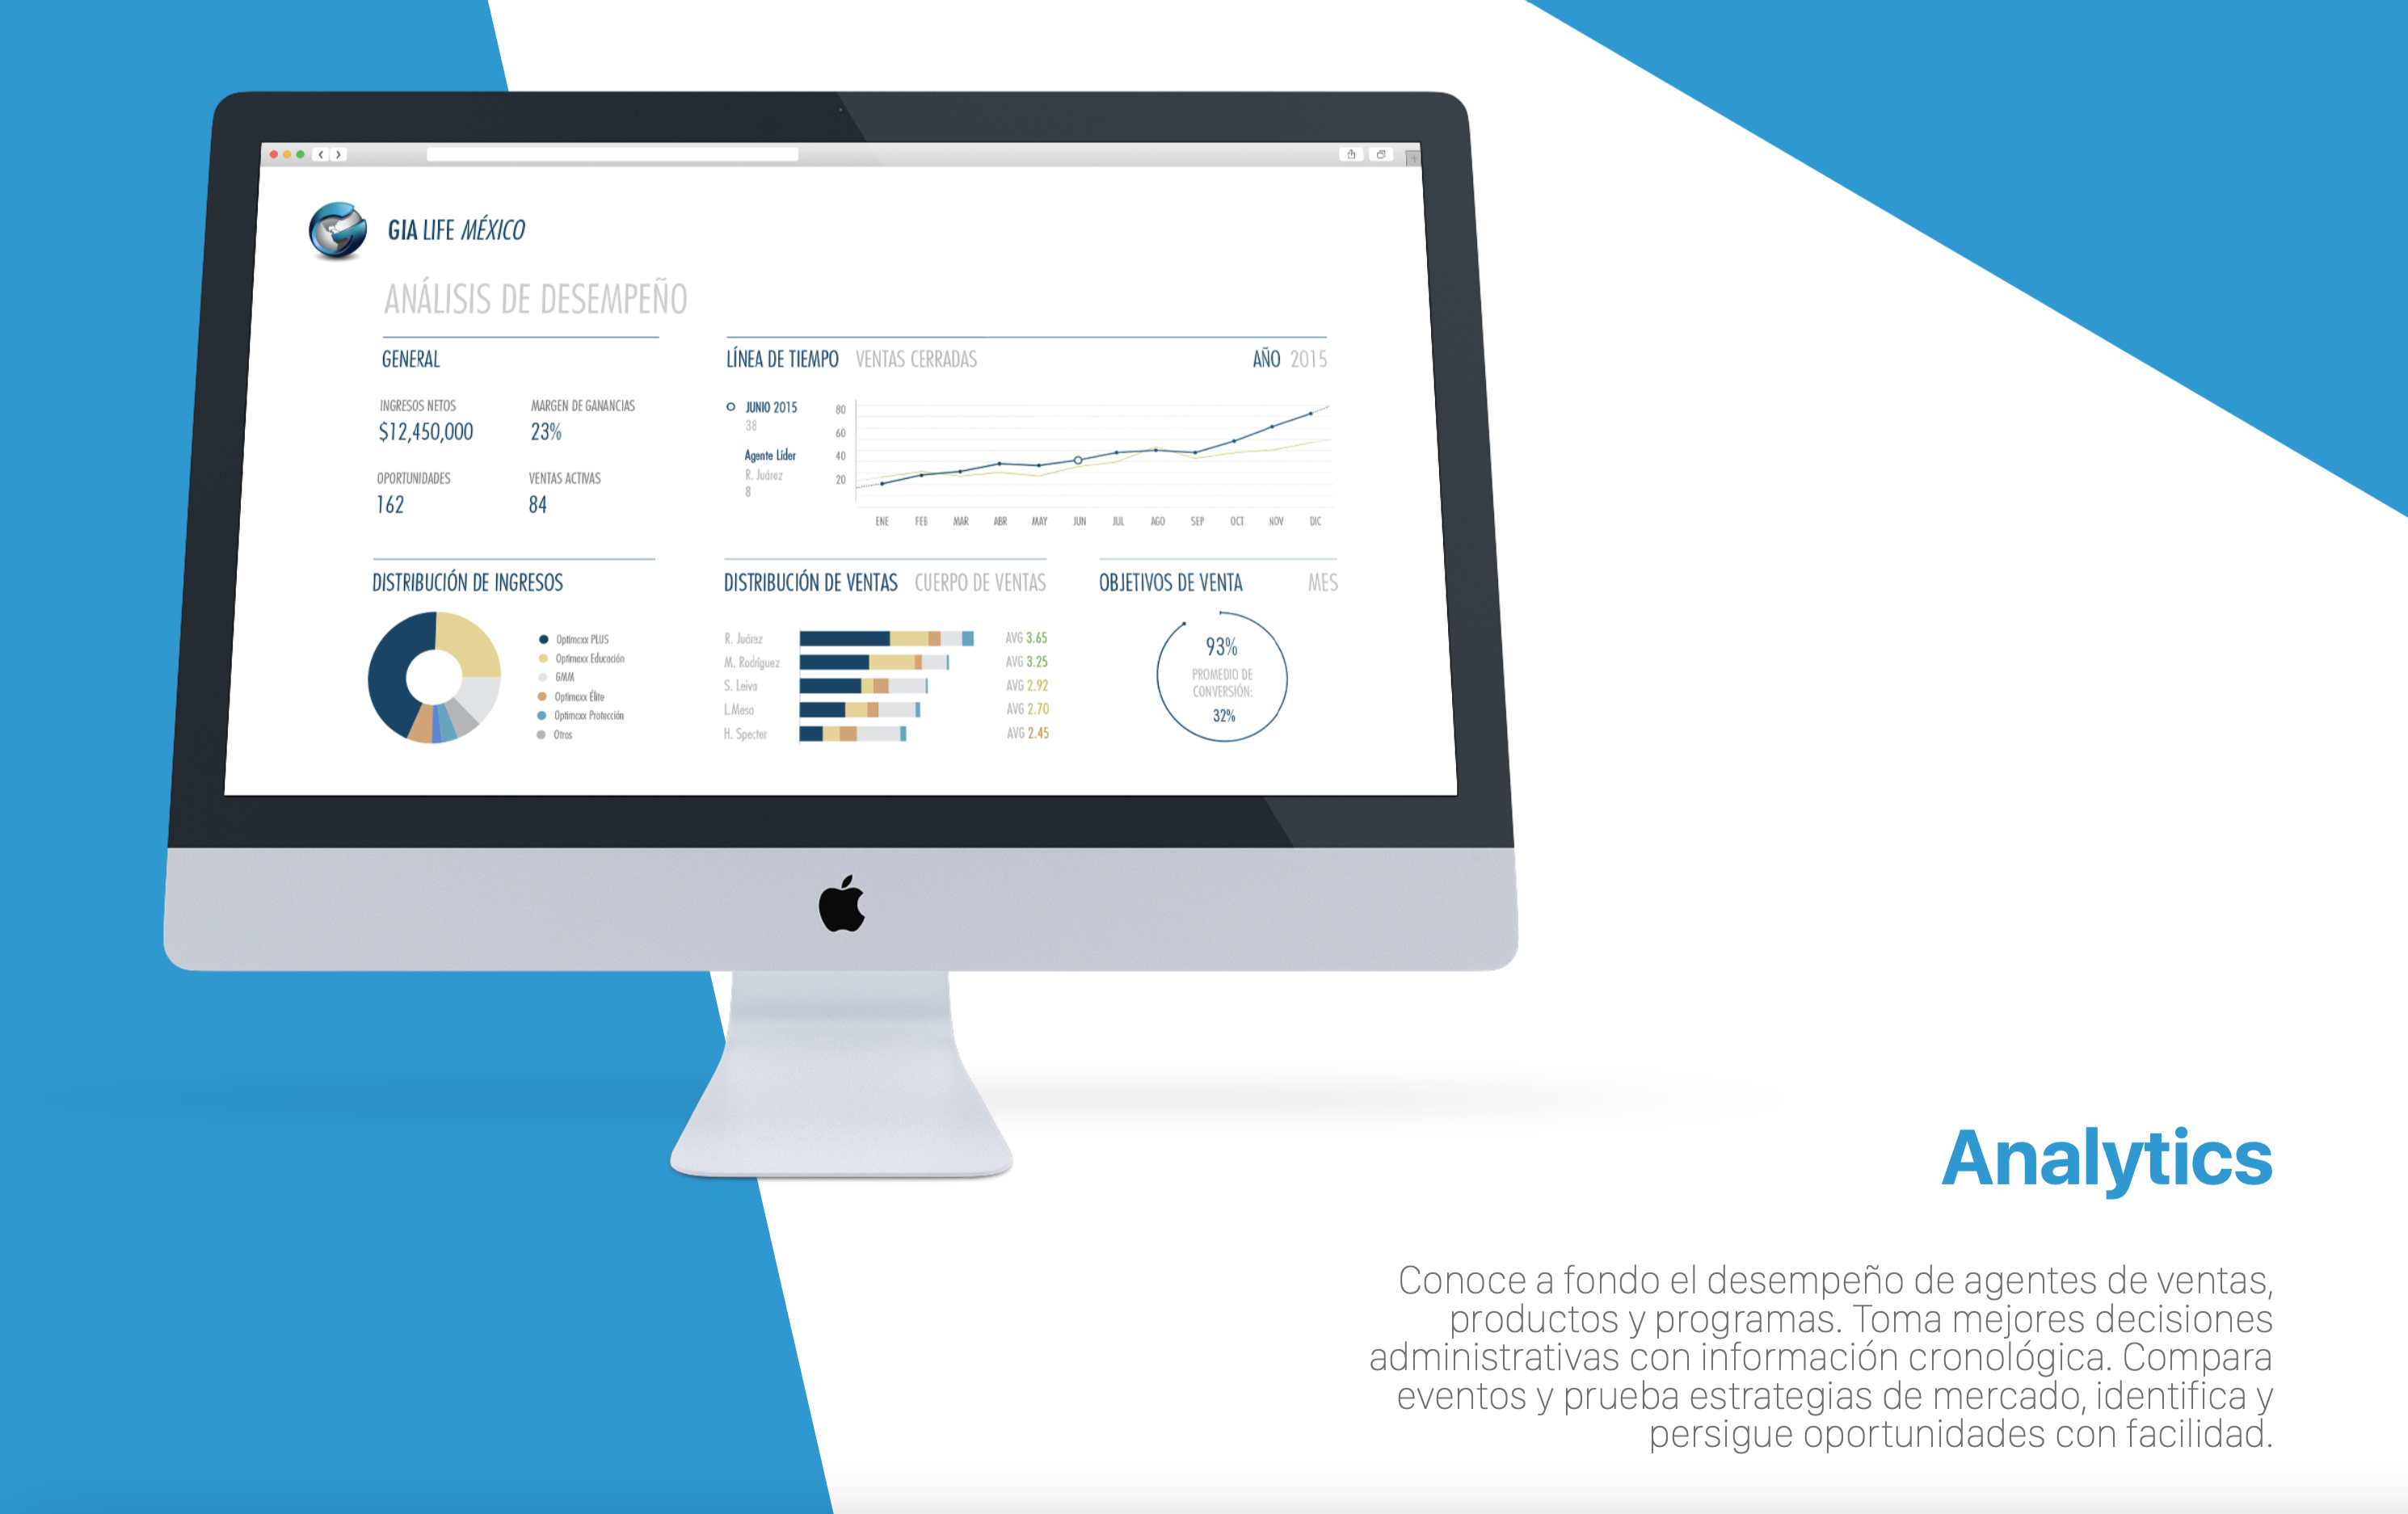 GIA LIFE MÉXICO
ANÁLISIS DE DESEMPEÑO
GENERAL
INGRESOS NETOS
$12,450,000
MARGEN DE GANANCIAS
23%
OPORTUNIDADES
162
VENTAS ACTIVAS
84
LÍNEA DE TIEMPO VENTAS CERRADAS
AÑO 2015
JUNIO 2015
38
Agente Líder
R. Juárez
8
80
60
40
20
ENE FEB MAR ABR MAY JUN JUL AGO SEP OCT NOV DIC
DISTRIBUCIÓN DE INGRESOS
Optimaxx PLUS
Optimaxx Educación
GMM
Optimaxx Élite
Optimaxx Protección
Otros
DISTRIBUCIÓN DE VENTAS CUERPO DE VENTAS
R. Juárez AVG 3.65
M. Rodríguez AVG 3.25
S. Leiva AVG 2.92
L.Mesa AVG 2.70
H. Specter AVG 2.45
OBJETIVOS DE VENTA MES
93%
PROMEDIO DE
CONVERSIÓN:
32%
Analytics
Conoce a fondo el desempeño de agentes de ventas,
productos y programas. Toma mejores decisiones
administrativas con información cronológica. Compara
eventos y prueba estrategias de mercado, identifica y
persigue oportunidades con facilidad.